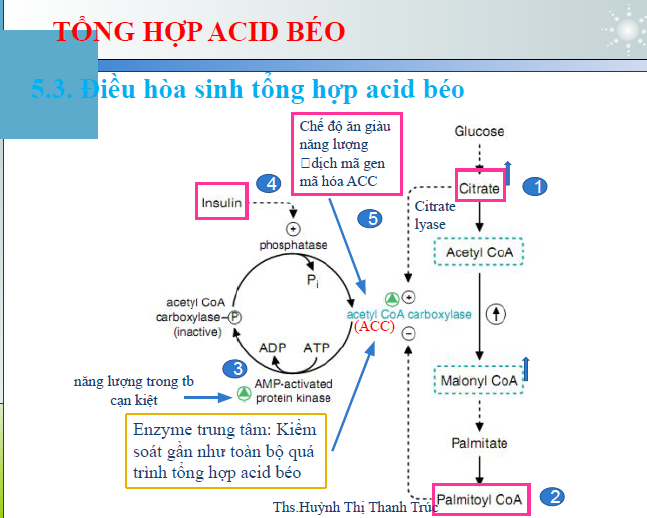 TỔNG HỢP ACID BÉO
5.3. Điều hòa sinh tổng hợp acid béo
Chế độ ăn giàu
năng lượng
dịch mã gen
mã hóa ACC
Glucose
4
Insulin
5
Citrate
1
Citrate
lyase
+
phosphatase
Pi
Acetyl CoA
acetyl CoA
carboxylase
(inactive)
P
+
acetyl CoA carboxylase
(ACC)
−
ADP
ATP
3
AMP-activated
protein kinase
năng lượng trong tb
cạn kiệt
Malonyl CoA
Enzyme trung tâm: Kiểm
soát gần như toàn bộ quá
trình tổng hợp acid béo
Palmitate
Palmitoyl CoA
2
Ths.Huỳnh Thị Thanh Trúc